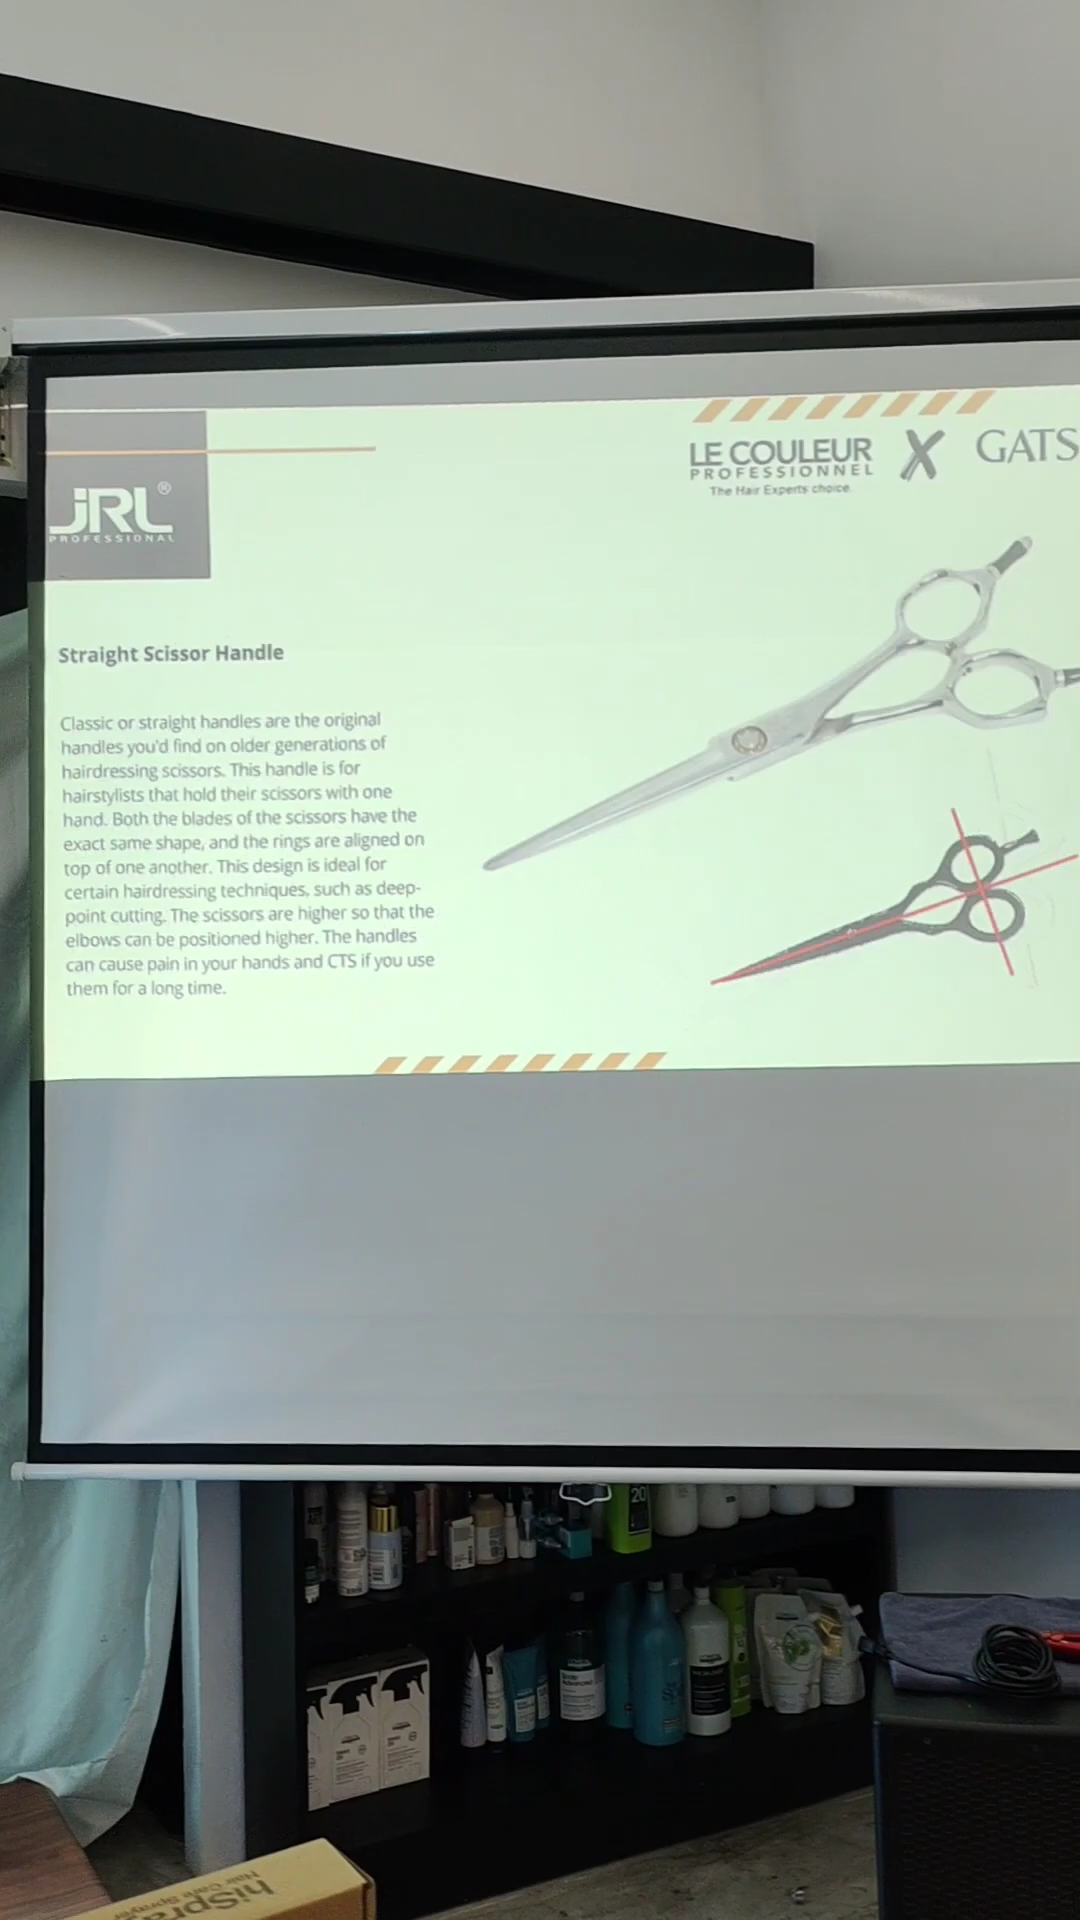 JRL®
PROFESSIONAL
LE COULEUR
PROFESSIONNEL
The Hair Experts choice.
X
GATS
Straight Scissor Handle
Classic or straight handles are the original
handles you'd find on older generations of
hairdressing scissors. This handle is for
hairstylists that hold their scissors with one
hand. Both the blades of the scissors have the
exact same shape, and the rings are aligned on
top of one another. This design is ideal for
certain hairdressing techniques, such as deep-
point cutting. The scissors are higher so that the
elbows can be positioned higher. The handles
can cause pain in your hands and CTS if you use
them for a long time.
20
hiSpray
Hair Care Sprayer